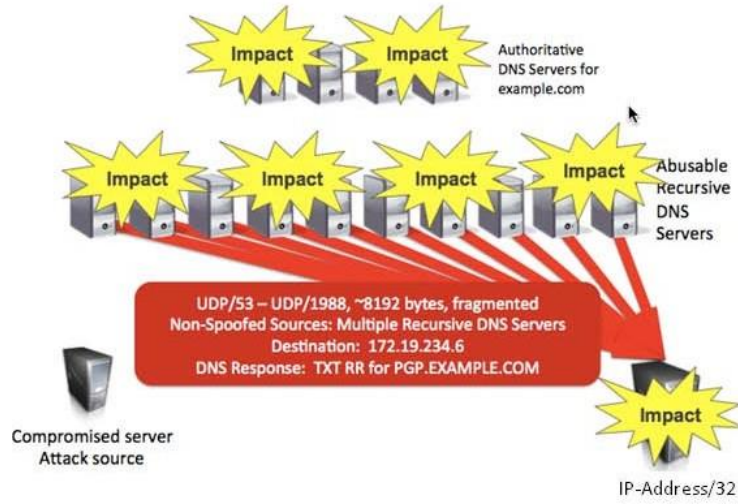 Impact
Impact
Authoritative
DNS Servers for
example.com
Impact
Impact
Impact
Impact
Abusable
Recursive
DNS
Servers
UDP/53 – UDP/1988, ~8192 bytes, fragmented
Non-Spoofed Sources: Multiple Recursive DNS Servers
Destination: 172.19.234.6
DNS Response: TXT RR for PGP.EXAMPLE.COM
Compromised server
Attack source
Impact
IP-Address/32